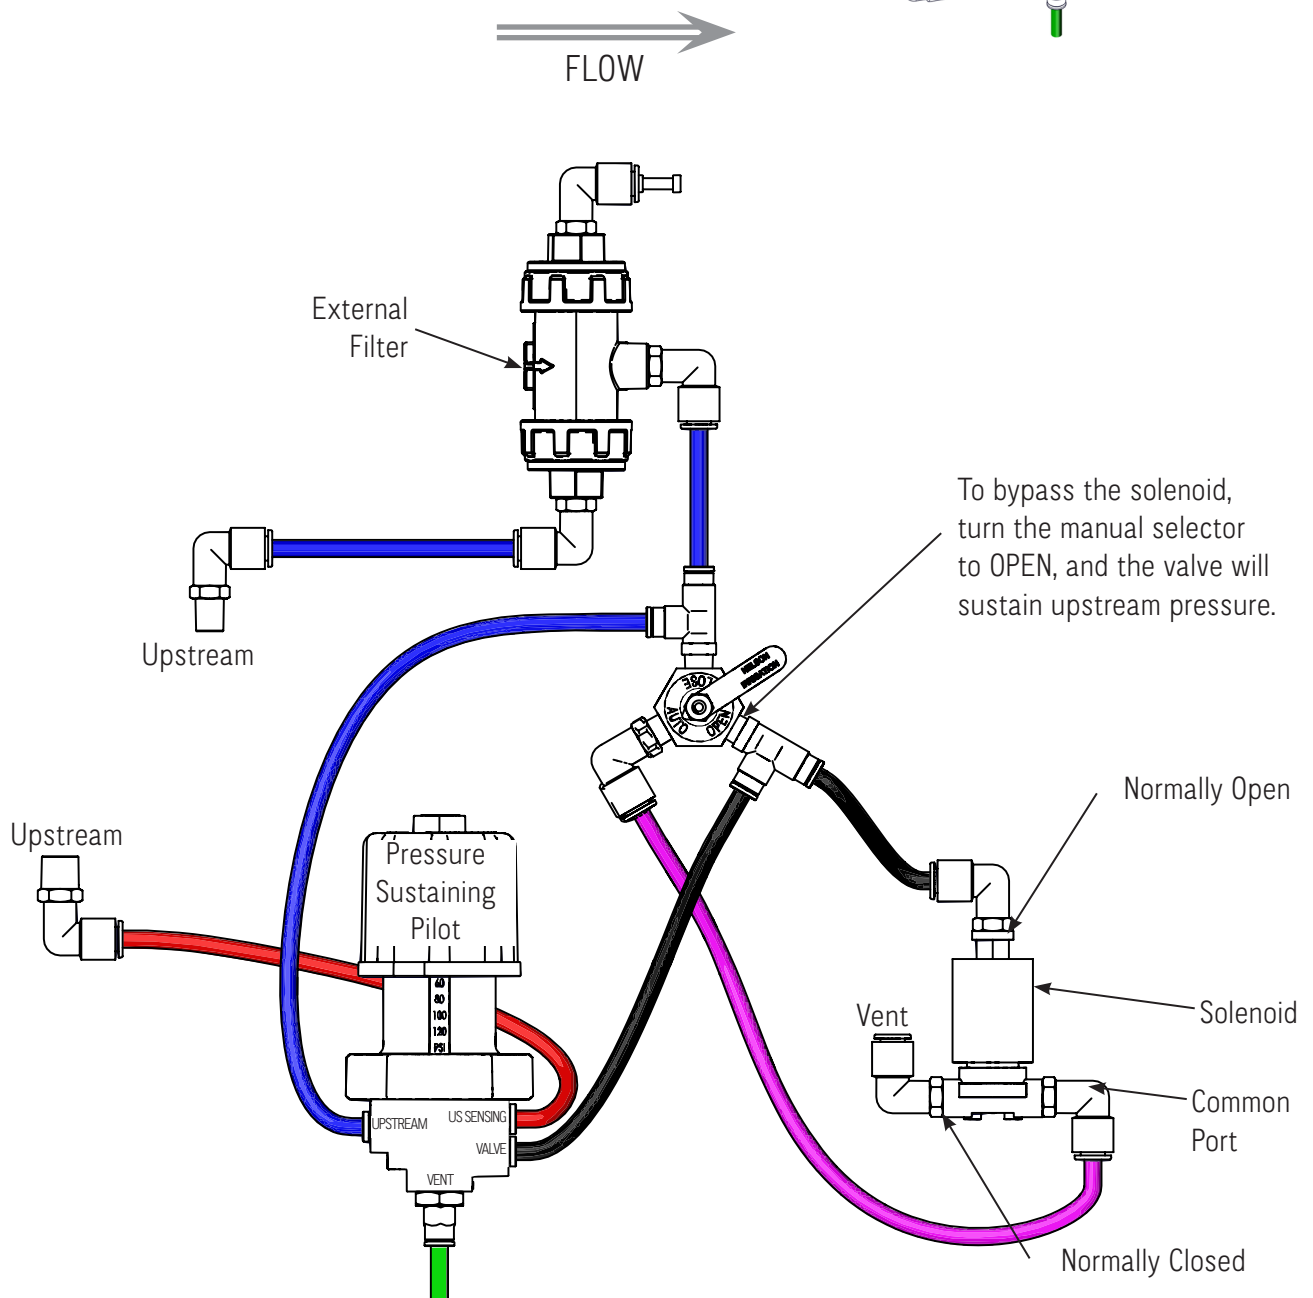 FLOW
External
Filter
To bypass the solenoid,
turn the manual selector
to OPEN, and the valve will
sustain upstream pressure.
Upstream
NELSON
IRRIGATION
CLOSE
AUTO
OPEN
Normally Open
Upstream
Pressure
Sustaining
Pilot
60
80
100
120
PSI
Vent
Solenoid
Common
Port
UPSTREAM
US SENSING
VALVE
VENT
Normally Closed